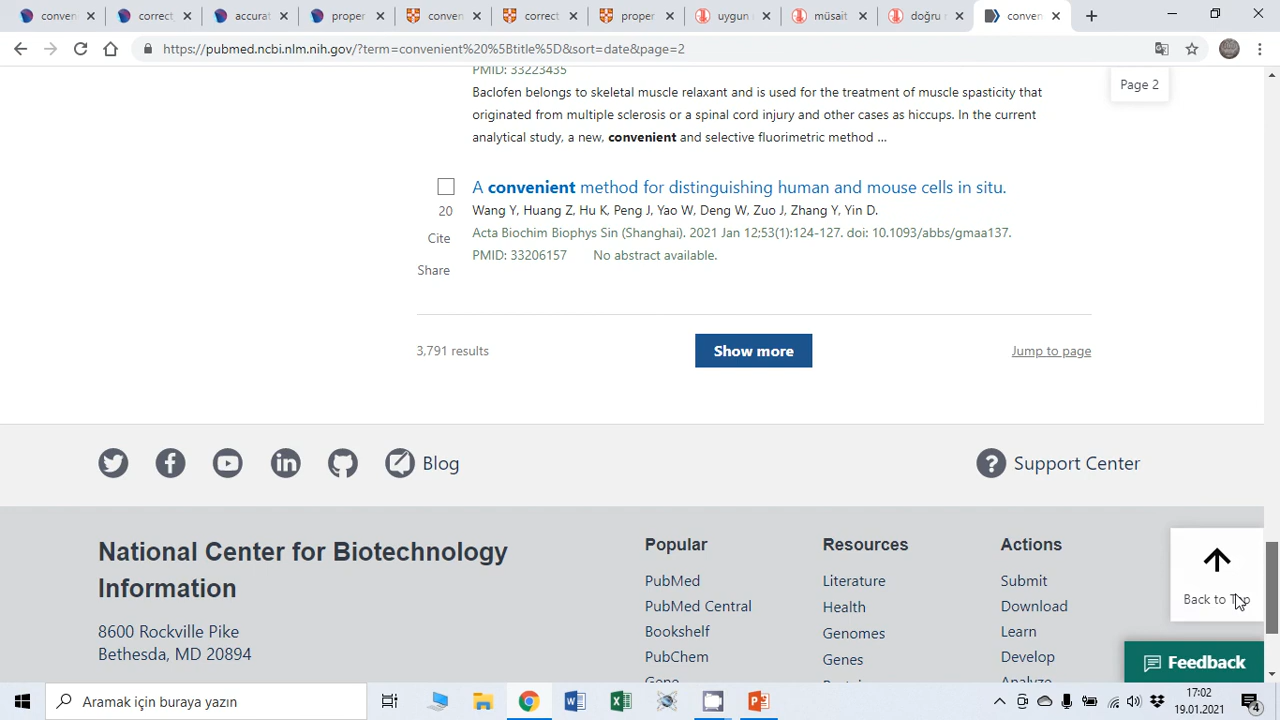 conven
correct
accurat
proper
conven
correct
proper
uygun
müsait
doğru
conven
https://pubmed.ncbi.nlm.nih.gov/?term=convenient%20%5Btitle%5D&sort=date&page=2
PMID: 33223435
Page 2
Baclofen belongs to skeletal muscle relaxant and is used for the treatment of muscle spasticity that
originated from multiple sclerosis or a spinal cord injury and other cases as hiccups. In the current
analytical study, a new, convenient and selective fluorimetric method ...
A convenient method for distinguishing human and mouse cells in situ.
20
Wang Y, Huang Z, Hu K, Peng J, Yao W, Deng W, Zuo J, Zhang Y, Yin D.
Cite
Acta Biochim Biophys Sin (Shanghai). 2021 Jan 12;53(1):124-127. doi: 10.1093/abbs/gmaa137.
PMID: 33206157 No abstract available.
Share
3,791 results
Show more
Jump to page
Blog
Support Center
National Center for Biotechnology
Information
8600 Rockville Pike
Bethesda, MD 20894
Popular
PubMed
PubMed Central
Bookshelf
PubChem
Gene
Resources
Literature
Health
Genomes
Genes
Actions
Submit
Download
Learn
Develop
Analyze
Back to Top
Feedback
Aramak için buraya yazın
17:02
19.01.2021
4